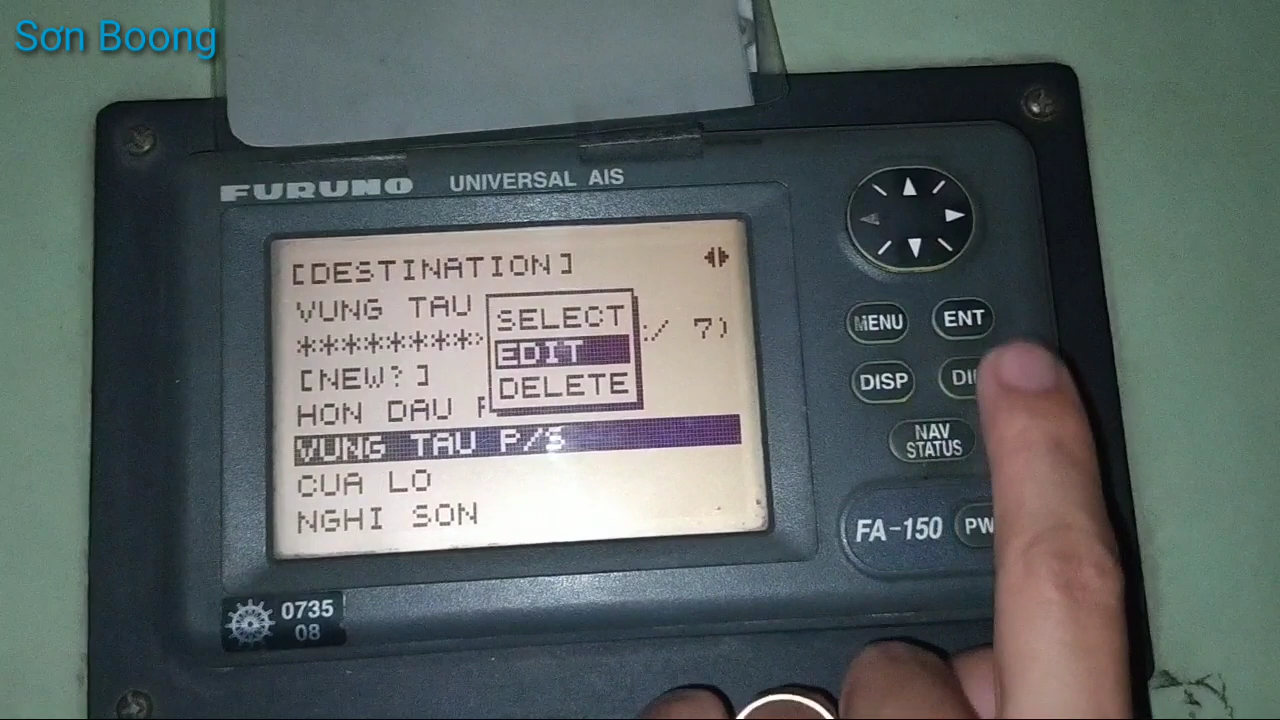 Sơn Boong
FURUNO UNIVERSAL AIS
[DESTINATION]
VUNG TAU
********
/ 7)
[NEW?]
HON DAU
VUNG TAU P/S
CUA LO
NGHI SON
SELECT
EDIT
DELETE
MENU
ENT
DISP
NAV
STATUS
FA-150
0735
08